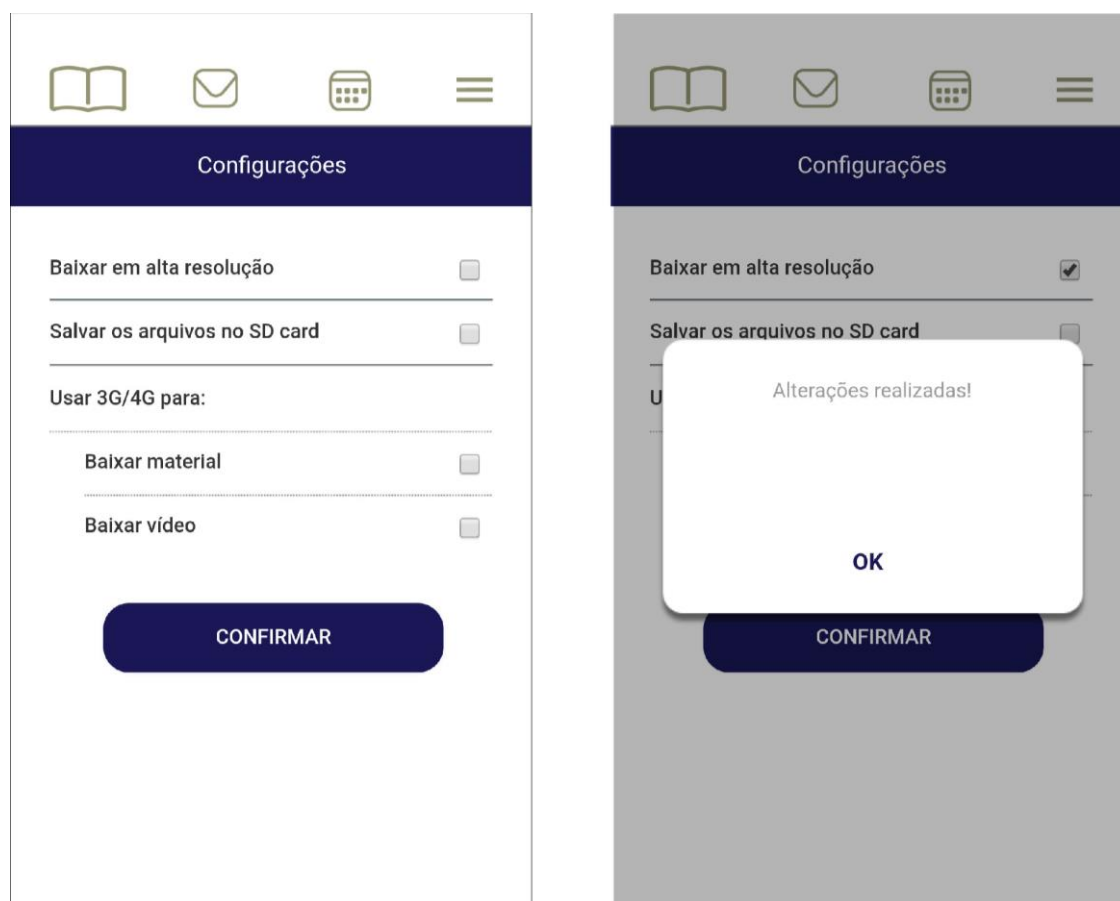 Configurações
Baixar em alta resolução
Salvar os arquivos no SD card
Usar 3G/4G para:
Baixar material
Baixar vídeo
CONFIRMAR
Configurações
Baixar em alta resolução
Salvar os arquivos no SD card
U
Alterações realizadas!
OK
CONFIRMAR